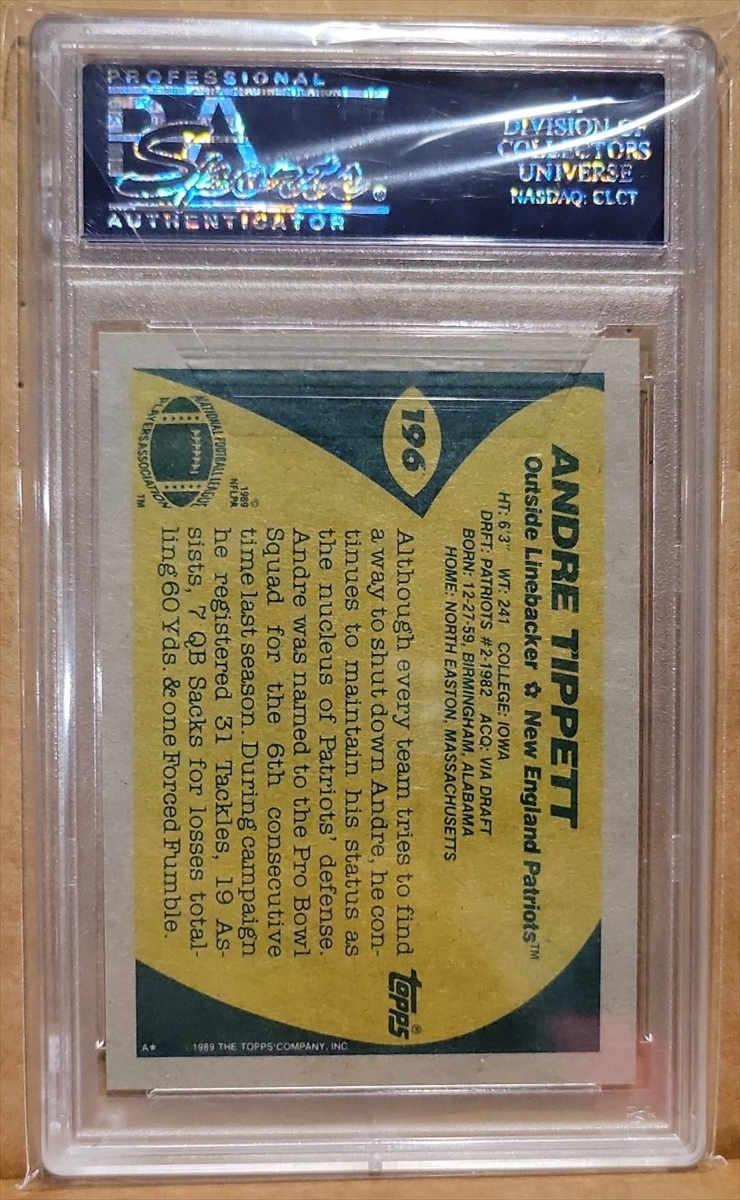 PROFESSIONAL
PSA
Sports®
AUTHENTICATOR
A
DIVISION OF
COLLECTORS
UNIVERSE
NASDAQ: CLCT
196
ANDRE TIPPETT
Outside Linebacker ✿ New England Patriots™
HT: 6'3" WT: 241 COLLEGE: IOWA
DRFT: PATRIOTS #2-1982 ACQ: VIA DRAFT
BORN: 12-27-59, BIRMINGHAM, ALABAMA
HOME: NORTH EASTON, MASSACHUSETTS
Although every team tries to find
a way to shut down Andre, he con-
tinues to maintain his status as
the nucleus of Patriots' defense.
Andre was named to the Pro Bowl
Squad for the 6th consecutive
time last season. During campaign
he registered 31 Tackles, 19 As-
sists, 7 QB Sacks for losses total-
ling 60 Yds. & one Forced Fumble.
NATIONAL FOOTBALL LEAGUE
PLAYERS ASSOCIATION
TM
©
1989
NFLPA
topps®
A* 1989 THE TOPPS COMPANY, INC